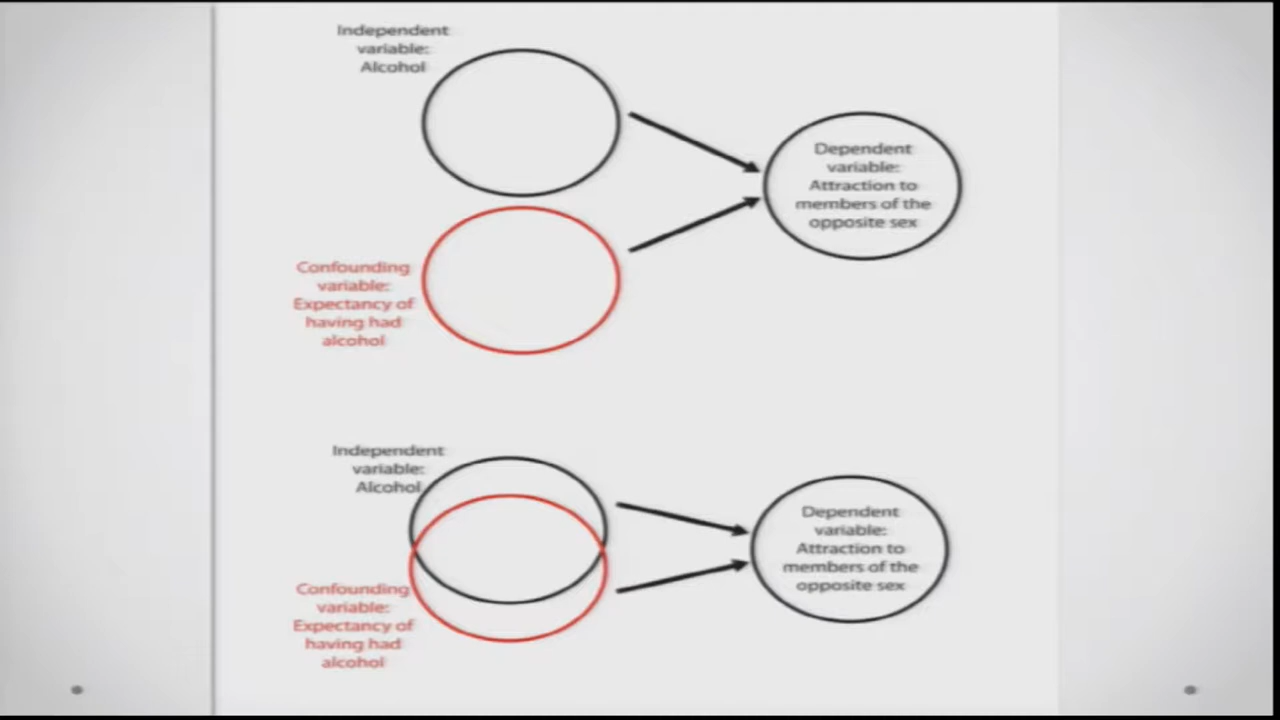 Independent
variable:
Alcohol
Dependent
variable:
Attraction to
members of the
opposite sex
Confounding
variable:
Expectancy of
having had
alcohol
Independent
variable:
Alcohol
Dependent
variable:
Attraction to
members of the
opposite sex
Confounding
variable:
Expectancy of
having had
alcohol